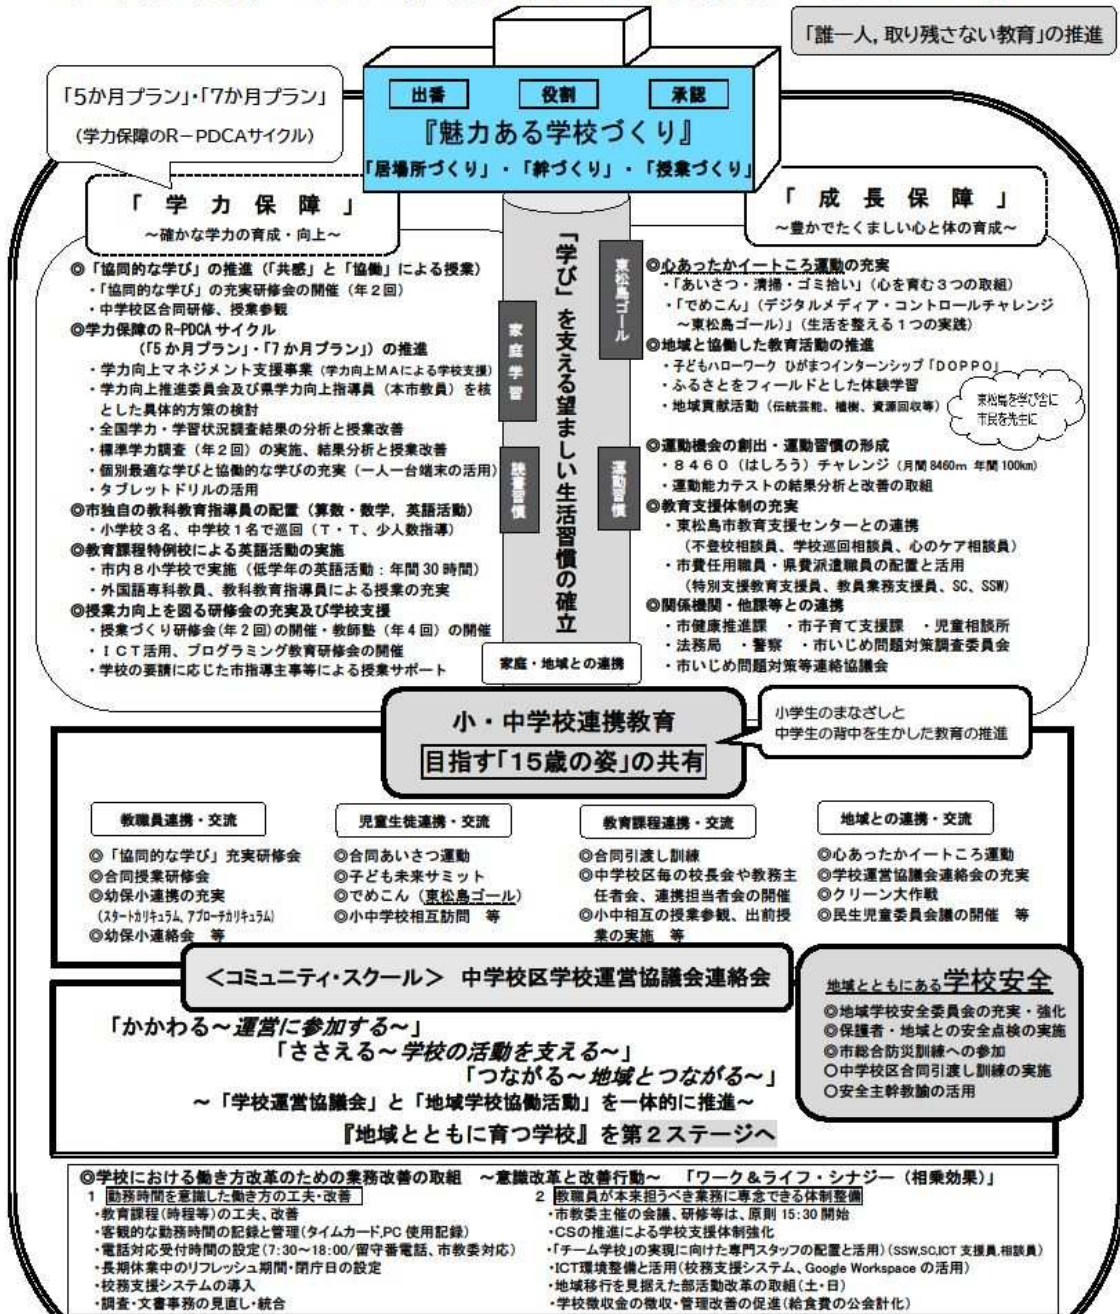 「誰一人,取り残さない教育」の推進
「5か月プラン」・「7か月プラン」
(学力保障のR－PDCAサイクル)
出番 役割 承認
『魅力ある学校づくり』
「居場所づくり」・「絆づくり」・「授業づくり」
「学力保障」
～確かな学力の育成・向上～
◎「協同的な学び」の推進（「共感」と「協働」による授業）
・「協同的な学び」の充実研修会の開催（年２回）
・中学校区合同研修、授業参観
◎学力保障の R-PDCA サイクル
（「５か月プラン」・「７か月プラン」）の推進
・学力向上マネジメント支援事業（学力向上ＭＡによる学校支援）
・学力向上推進委員会及び県学力向上指導員（本市教員）を核
とした具体的方策の検討
・全国学力・学習状況調査結果の分析と授業改善
・標準学力調査（年２回）の実施、結果分析と授業改善
・個別最適な学びと協働的な学びの充実（一人一台端末の活用）
・タブレットドリルの活用
◎市独自の教科教育指導員の配置（算数・数学，英語活動）
・小学校３名、中学校１名で巡回（Ｔ・Ｔ、少人数指導）
◎教育課程特例校による英語活動の実施
・市内８小学校で実施（低学年の英語活動：年間 30 時間）
・外国語専科教員、教科教育指導員による授業の充実
◎授業力向上を図る研修会の充実及び学校支援
・授業づくり研修会(年２回)の開催・教師塾（年４回）の開催
・ＩＣＴ活用、プログラミング教育研修会の開催
・学校の要請に応じた市指導主事等による授業サポート
「学び」を支える望ましい生活習慣の確立
東松島ゴール
家庭学習
読書習慣
運動習慣
家庭・地域との連携
「成長保障」
～豊かでたくましい心と体の育成～
◎心あったかイートころ運動の充実
・「あいさつ・清掃・ゴミ拾い」（心を育む３つの取組）
・「でめこん」（デジタルメディア・コントロールチャレンジ
～東松島ゴール）」（生活を整える１つの実践）
◎地域と協働した教育活動の推進
・子どもハローワーク ひがまつインターンシップ「ＤＯＰＰＯ」
・ふるさとをフィールドとした体験学習
・地域貢献活動（伝統芸能、植樹、資源回収等）
東松島を学び舎に
市民を先生に
◎運動機会の創出・運動習慣の形成
・８４６０（はしろう）チャレンジ（月間 8460m 年間 100km）
・運動能力テストの結果分析と改善の取組
◎教育支援体制の充実
・東松島市教育支援センターとの連携
（不登校相談員、学校巡回相談員、心のケア相談員）
・市費任用職員・県費派遣職員の配置と活用
（特別支援教育支援員、教員業務支援員、SC、SSW）
◎関係機関・他課等との連携
・市健康推進課 ・市子育て支援課 ・児童相談所
・法務局 ・警察 ・市いじめ問題対策調査委員会
・市いじめ問題対策等連絡協議会
小・中学校連携教育
目指す「15歳の姿」の共有
小学生のまなざしと
中学生の背中を生かした教育の推進
教職員連携・交流
◎「協同的な学び」充実研修会
◎合同授業研修会
◎幼保小連携の充実
(スタートカリキュラム、アプローチカリキュラム)
◎幼保小連絡会 等
児童生徒連携・交流
◎合同あいさつ運動
◎子ども未来サミット
◎でめこん（東松島ゴール）
◎小中学校相互訪問 等
教育課程連携・交流
◎合同引渡し訓練
◎中学校区毎の校長会や教務主
任者会、連携担当者会の開催
◎小中相互の授業参観、出前授
業の実施 等
地域との連携・交流
◎心あったかイートころ運動
◎学校運営協議会連絡会の充実
◎クリーン大作戦
◎民生児童委員会議の開催 等
＜コミュニティ・スクール＞ 中学校区学校運営協議会連絡会
「かかわる～運営に参加する～」
「ささえる～学校の活動を支える～」
「つながる～地域とつながる～」
～「学校運営協議会」と「地域学校協働活動」を一体的に推進～
『地域とともに育つ学校』を第２ステージへ
地域とともにある学校安全
◎地域学校安全委員会の充実・強化
◎保護者・地域との安全点検の実施
◎市総合防災訓練への参加
〇中学校区合同引渡し訓練の実施
〇安全主幹教諭の活用
◎学校における働き方改革のための業務改善の取組 ～意識改革と改善行動～ 「ワーク＆ライフ・シナジー（相乗効果）」
1 勤務時間を意識した働き方の工夫・改善
・教育課程（時程等）の工夫、改善
・客観的な勤務時間の記録と管理(タイムカード,PC 使用記録)
・電話対応受付時間の設定(7:30～18:00/留守番電話、市教委対応)
・長期休業中のリフレッシュ期間・閉庁日の設定
・校務支援システムの導入
・調査・文書事務の見直し・統合
2 教職員が本来担うべき業務に専念できる体制整備
・市教委主催の会議、研修等は、原則 15:30 開始
・CSの推進による学校支援体制強化
・「チーム学校」の実現に向けた専門スタッフの配置と活用）(SSW,SC,ICT 支援員,相談員)
・ICT環境整備と活用(校務支援システム、Google Workspace の活用)
・地域移行を見据えた部活動改革の取組(土・日)
・学校徴収金の徴収・管理改善の促進(給食費の公会計化)